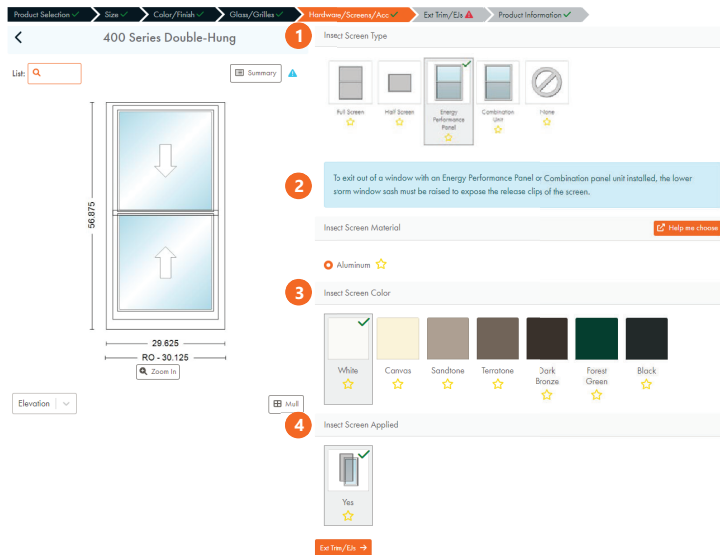 Product Selection
Size
Color/Finish
Glass/Grilles
Hardware/Screens/Acc
Ext Trim/EJs
Product Information
400 Series Double-Hung
List:
Summary
56.875
29.625
RO - 30.125
Zoom In
Elevation
Mull
1
Insect Screen Type
Full Screen
Half Screen
Energy
Performance
Panel
Combination
Unit
None
2
To exit out of a window with an Energy Performance Panel or Combination panel unit installed, the lower
storm window sash must be raised to expose the release clips of the screen.
Insect Screen Material
Help me choose
Aluminum
3
Insect Screen Color
White
Canvas
Sandtone
Terratone
Dark
Bronze
Forest
Green
Black
4
Insect Screen Applied
Yes
Ext Trim/EJs →